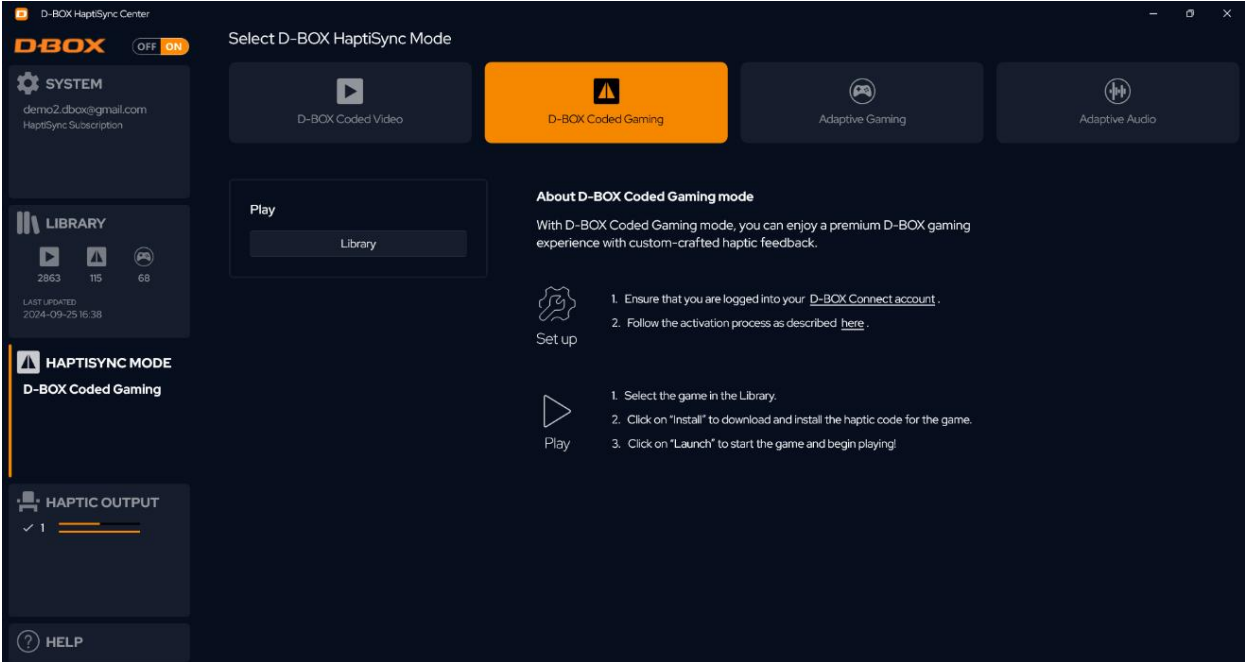 D-BOX HaptiSync Center
D-BOX
OFF ON
SYSTEM
demo2.dbox@gmail.com
HaptiSync Subscription
LIBRARY
2863 115 68
LAST UPDATED
2024-09-25 16:38
HAPTISYNC MODE
D-BOX Coded Gaming
HAPTIC OUTPUT
1
HELP
Select D-BOX HaptiSync Mode
D-BOX Coded Video
D-BOX Coded Gaming
Adaptive Gaming
Adaptive Audio
Play
Library
About D-BOX Coded Gaming mode
With D-BOX Coded Gaming mode, you can enjoy a premium D-BOX gaming
experience with custom-crafted haptic feedback.
Set up
1. Ensure that you are logged into your D-BOX Connect account .
2. Follow the activation process as described here .
Play
1. Select the game in the Library.
2. Click on "Install" to download and install the haptic code for the game.
3. Click on "Launch" to start the game and begin playing!